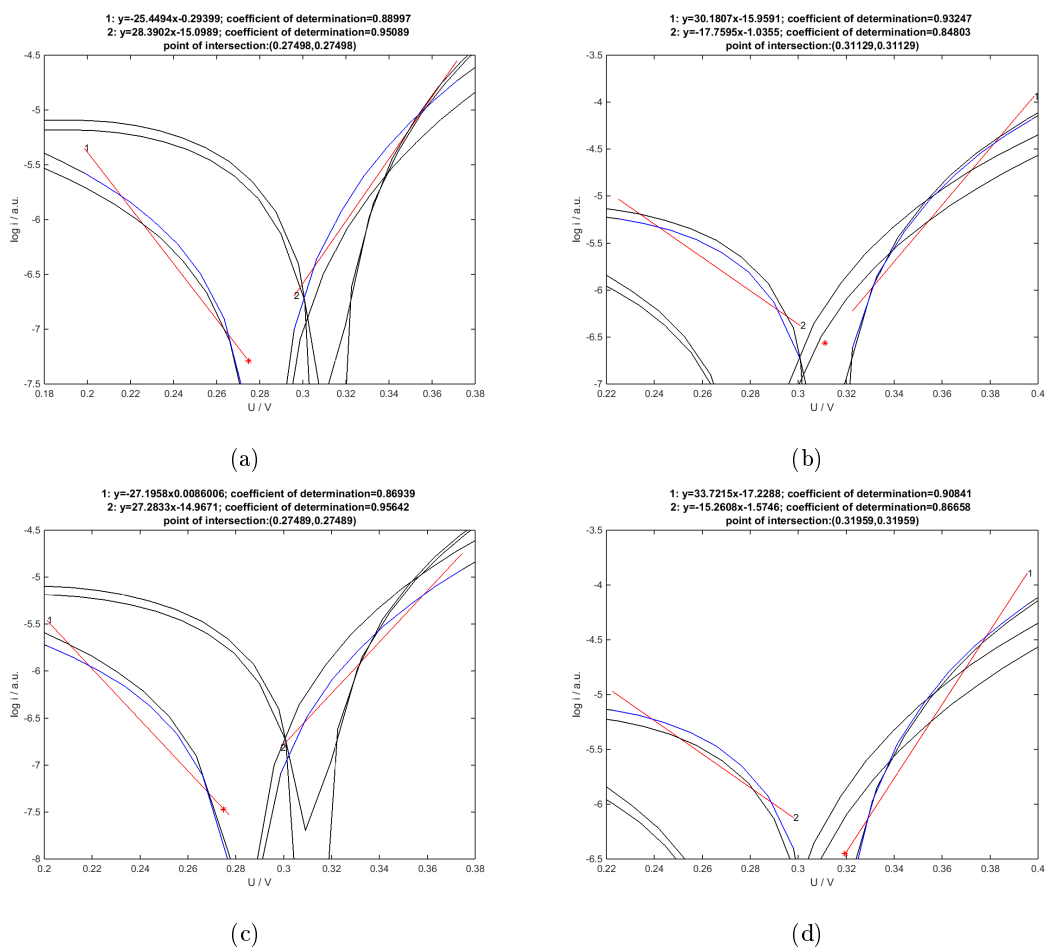 1: y=-25.4494x-0.29399; coefficient of determination=0.88997
2: y=28.3902x-15.0989; coefficient of determination=0.95089
point of intersection:(0.27498,0.27498)
-4.5
-5
-5.5
-6
-6.5
-7
-7.5
log i / a.u.
1
2
0.18 0.2 0.22 0.24 0.26 0.28 0.3 0.32 0.34 0.36 0.38
U / V
(a)
1: y=30.1807x-15.9591; coefficient of determination=0.93247
2: y=-17.7595x-1.0355; coefficient of determination=0.84803
point of intersection:(0.31129,0.31129)
-3.5
-4
-4.5
-5
-5.5
-6
-6.5
-7
log i / a.u.
1
2
0.22 0.24 0.26 0.28 0.3 0.32 0.34 0.36 0.38 0.4
U / V
(b)
1: y=-27.1958x0.0086006; coefficient of determination=0.86939
2: y=27.2833x-14.9671; coefficient of determination=0.95642
point of intersection:(0.27489,0.27489)
-4.5
-5
-5.5
-6
-6.5
-7
-7.5
-8
log i / a.u.
1
2
0.2 0.22 0.24 0.26 0.28 0.3 0.32 0.34 0.36 0.38
U / V
(c)
1: y=33.7215x-17.2288; coefficient of determination=0.90841
2: y=-15.2608x-1.5746; coefficient of determination=0.86658
point of intersection:(0.31959,0.31959)
-3.5
-4
-4.5
-5
-5.5
-6
-6.5
log i / a.u.
1
2
0.22 0.24 0.26 0.28 0.3 0.32 0.34 0.36 0.38 0.4
U / V
(d)